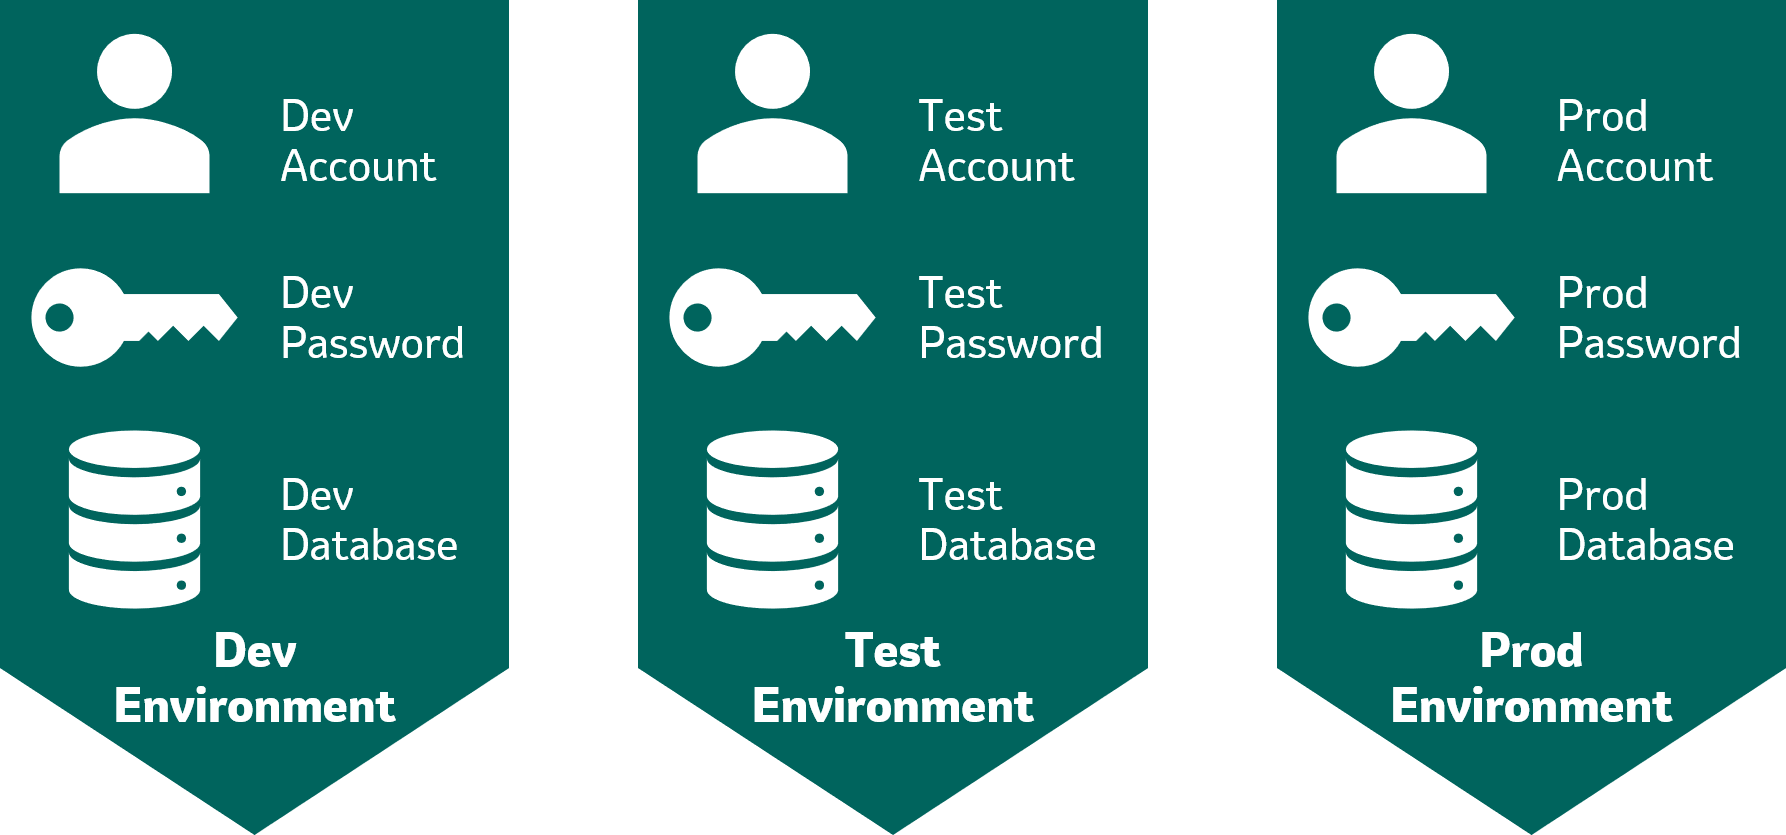 Dev
Account
Dev
Password
Dev
Database
Dev
Environment
Test
Account
Test
Password
Test
Database
Test
Environment
Prod
Account
Prod
Password
Prod
Database
Prod
Environment